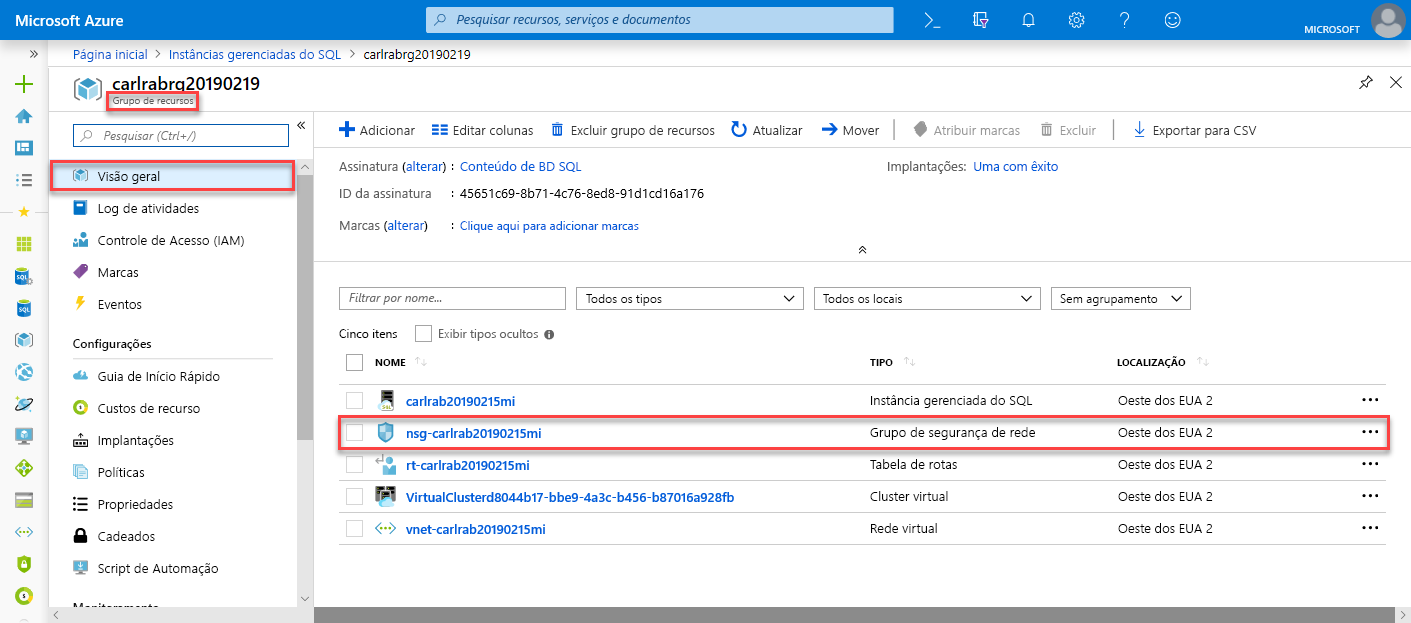 Microsoft Azure
Pesquisar recursos, serviços e documentos
MICROSOFT
Página inicial > Instâncias gerenciadas do SQL > carlrabrg20190219
carlrabrg20190219
Grupo de recursos
Pesquisar (Ctrl+/)
Visão geral
Log de atividades
Controle de Acesso (IAM)
Marcas
Eventos
Configurações
Guia de Início Rápido
Custos de recurso
Implantações
Políticas
Propriedades
Cadeados
Script de Automação
Monitoramento
Adicionar Editar colunas Excluir grupo de recursos Atualizar Mover Atribuir marcas Excluir Exportar para CSV
Assinatura (alterar) : Conteúdo de BD SQL Implantações: Uma com êxito
ID da assinatura : 45651c69-8b71-4c76-8ed8-91d1cd16a176
Marcas (alterar) : Clique aqui para adicionar marcas
Filtrar por nome... Todos os tipos Todos os locais Sem agrupamento
Cinco itens Exibir tipos ocultos
NOME TIPO LOCALIZAÇÃO
carlrab20190215mi Instância gerenciada do SQL Oeste dos EUA 2
nsg-carlrab20190215mi Grupo de segurança de rede Oeste dos EUA 2
rt-carlrab20190215mi Tabela de rotas Oeste dos EUA 2
VirtualClusterd8044b17-bbe9-4a3c-b456-b87016a928fb Cluster virtual Oeste dos EUA 2
vnet-carlrab20190215mi Rede virtual Oeste dos EUA 2